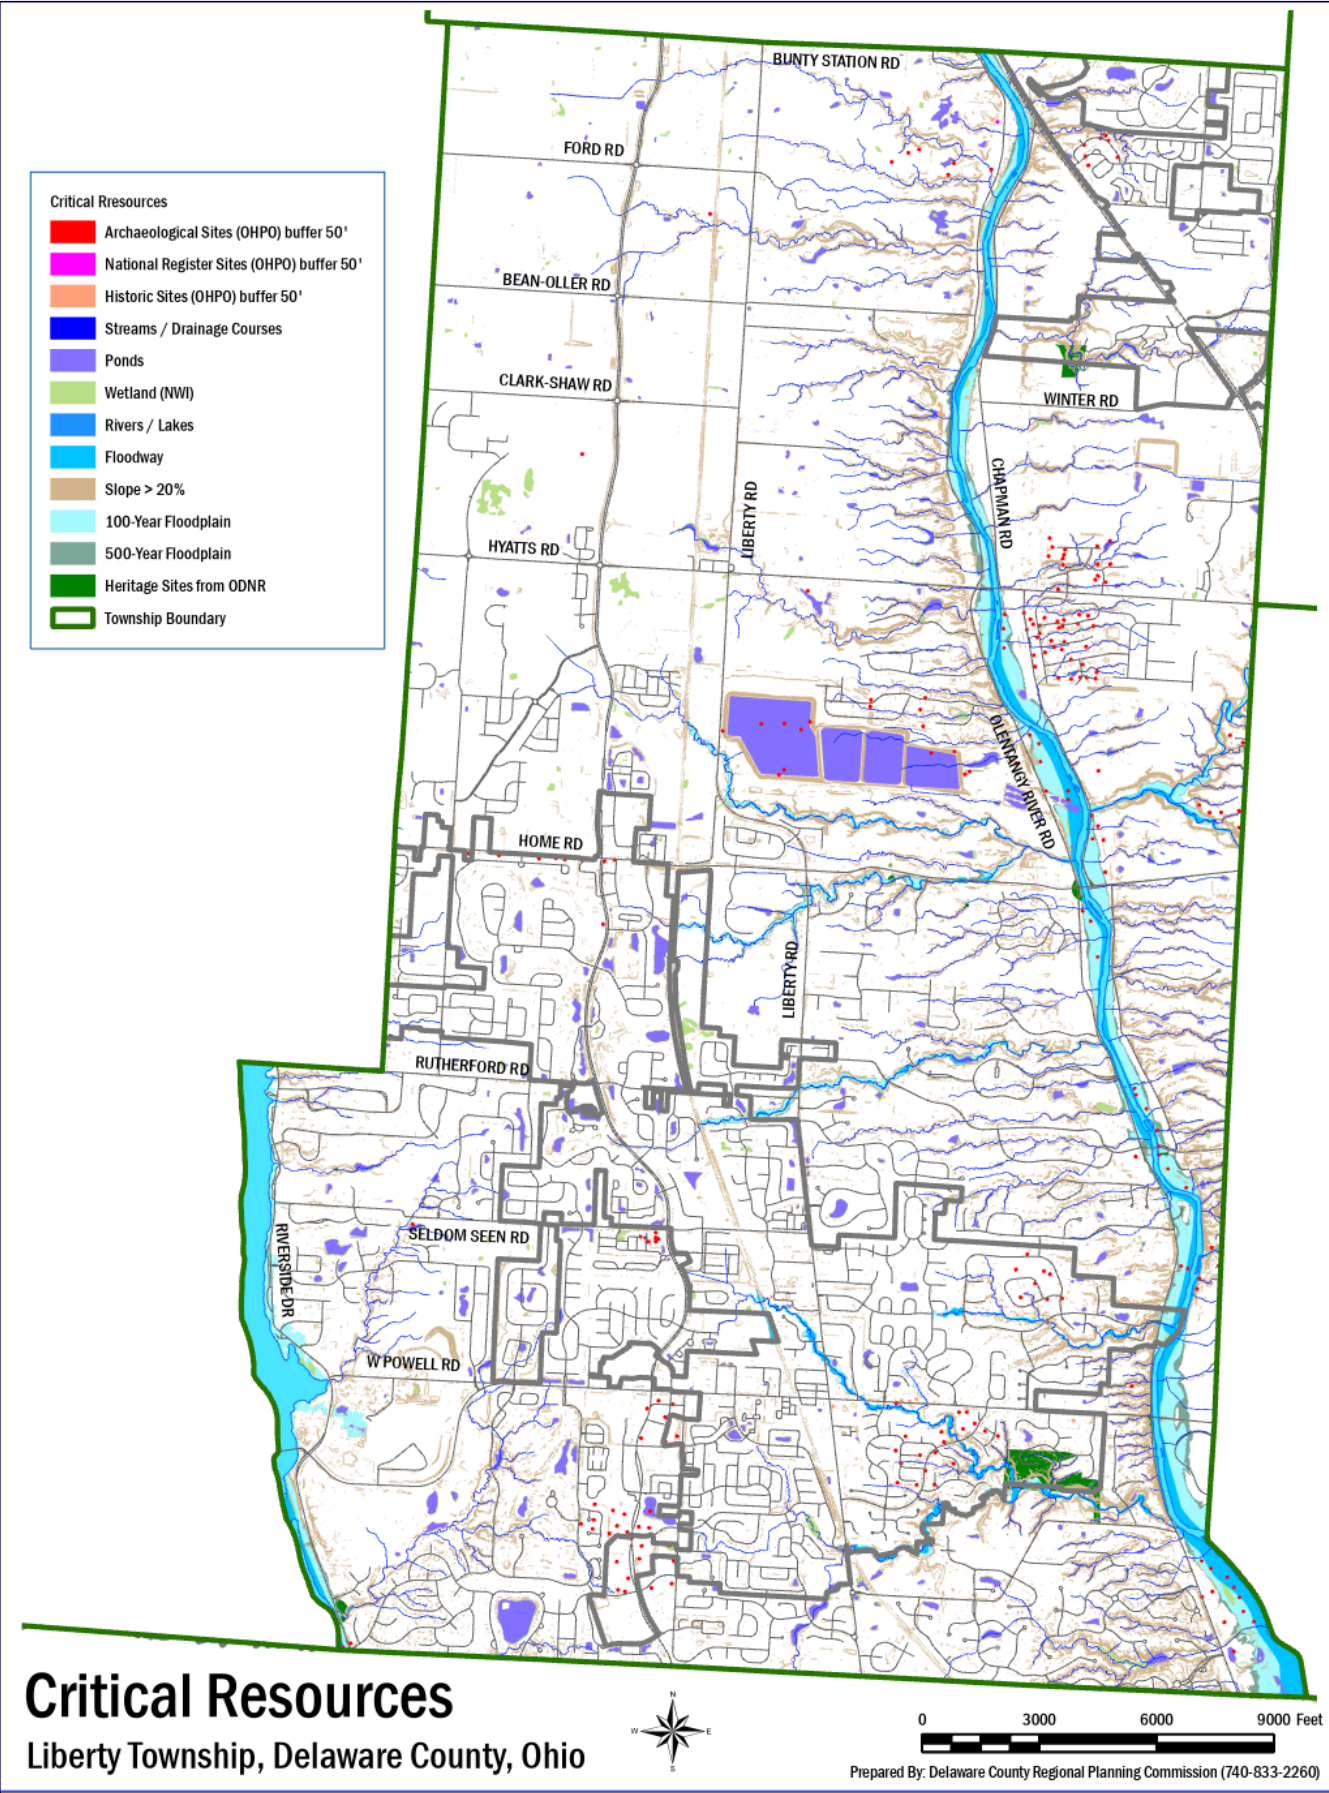 BUNTY STATION RD
FORD RD
Critical Rresources
Archaeological Sites (OHPO) buffer 50'
National Register Sites (OHPO) buffer 50'
Historic Sites (OHPO) buffer 50'
Streams / Drainage Courses
Ponds
Wetland (NWI)
Rivers / Lakes
Floodway
Slope > 20%
100-Year Floodplain
500-Year Floodplain
Heritage Sites from ODNR
Township Boundary
BEAN-OLLER RD
CLARK-SHAW RD
WINTER RD
CHAPMAN RD
LIBERTY RD
HYATTS RD
OLENTANGY RIVER RD
HOME RD
LIBERTY RD
RUTHERFORD RD
SELDOM SEEN RD
RIVERSIDE DR
W POWELL RD
Critical Resources
Liberty Township, Delaware County, Ohio
N
W
E
S
0 3000 6000 9000 Feet
Prepared By: Delaware County Regional Planning Commission (740-833-2260)